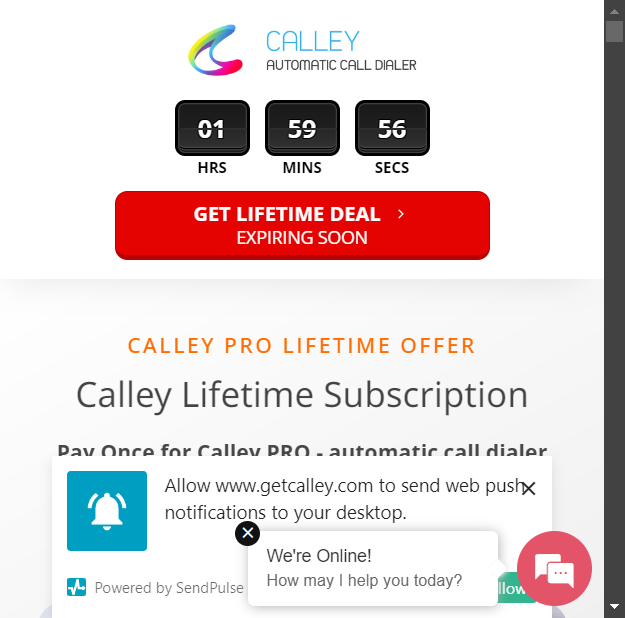 CALLEY
AUTOMATIC CALL DIALER
01 59 56
HRS MINS SECS
GET LIFETIME DEAL
EXPIRING SOON
CALLEY PRO LIFETIME OFFER
Calley Lifetime Subscription
Pay Once for Calley PRO - automatic call dialer
Allow www.getcalley.com to send web push
notifications to your desktop.
We're Online!
How may I help you today?
Powered by SendPulse
llow